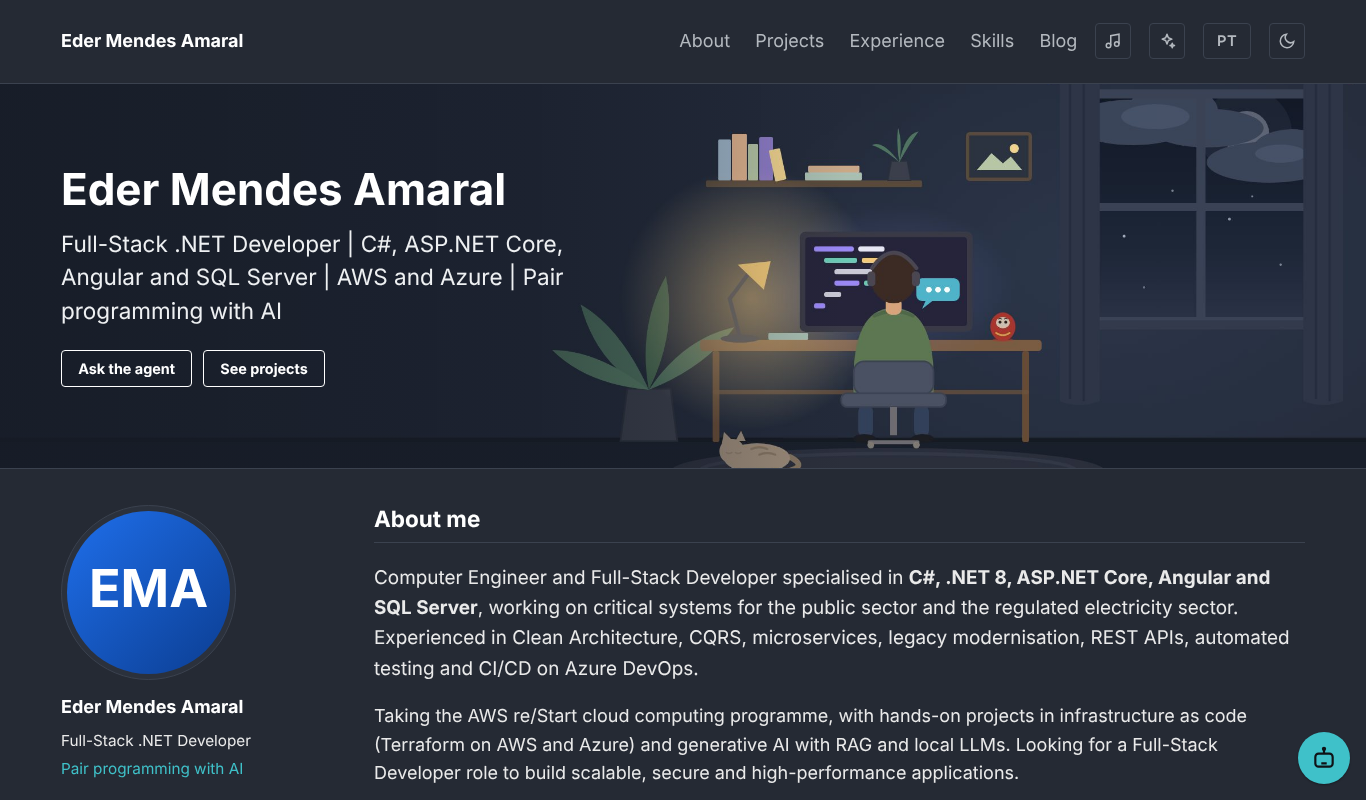 Eder Mendes Amaral
About
Projects
Experience
Skills
Blog
PT
Eder Mendes Amaral
Full-Stack .NET Developer | C#, ASP.NET Core,
Angular and SQL Server | AWS and Azure | Pair
programming with AI
Ask the agent
See projects
EMA
Eder Mendes Amaral
Full-Stack .NET Developer
Pair programming with AI
About me
Computer Engineer and Full-Stack Developer specialised in C#, .NET 8, ASP.NET Core, Angular and
SQL Server, working on critical systems for the public sector and the regulated electricity sector.
Experienced in Clean Architecture, CQRS, microservices, legacy modernisation, REST APIs, automated
testing and CI/CD on Azure DevOps.
Taking the AWS re/Start cloud computing programme, with hands-on projects in infrastructure as code
(Terraform on AWS and Azure) and generative AI with RAG and local LLMs. Looking for a Full-Stack
Developer role to build scalable, secure and high-performance applications.